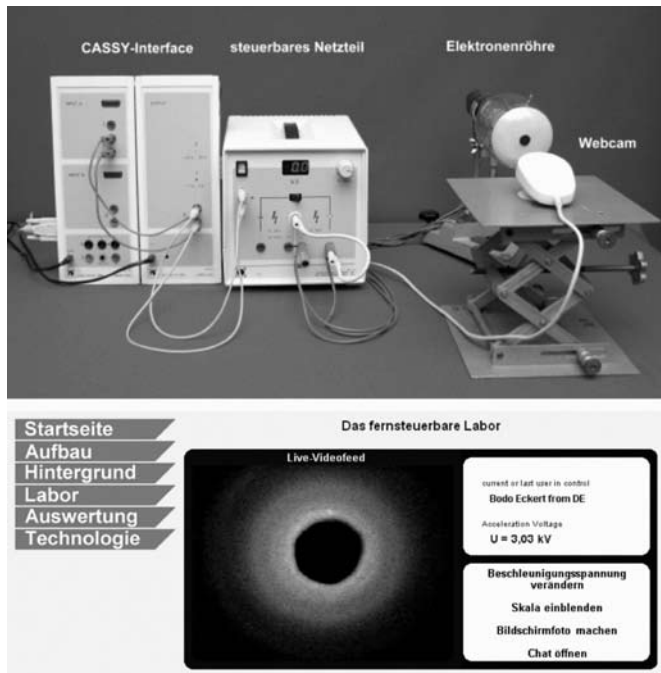 CASSY-Interface
steuerbares Netzteil
Elektronenröhre
Webcam
Startseite
Aufbau
Hintergrund
Labor
Auswertung
Technologie
Das fernsteuerbare Labor
Live-Videofeed
current or last user in control
Bodo Eckert from DE
Acceleration Voltage
U = 3,03 kV
Beschleunigungsspannung
verändern
Skala einblenden
Bildschirmfoto machen
Chat öffnen